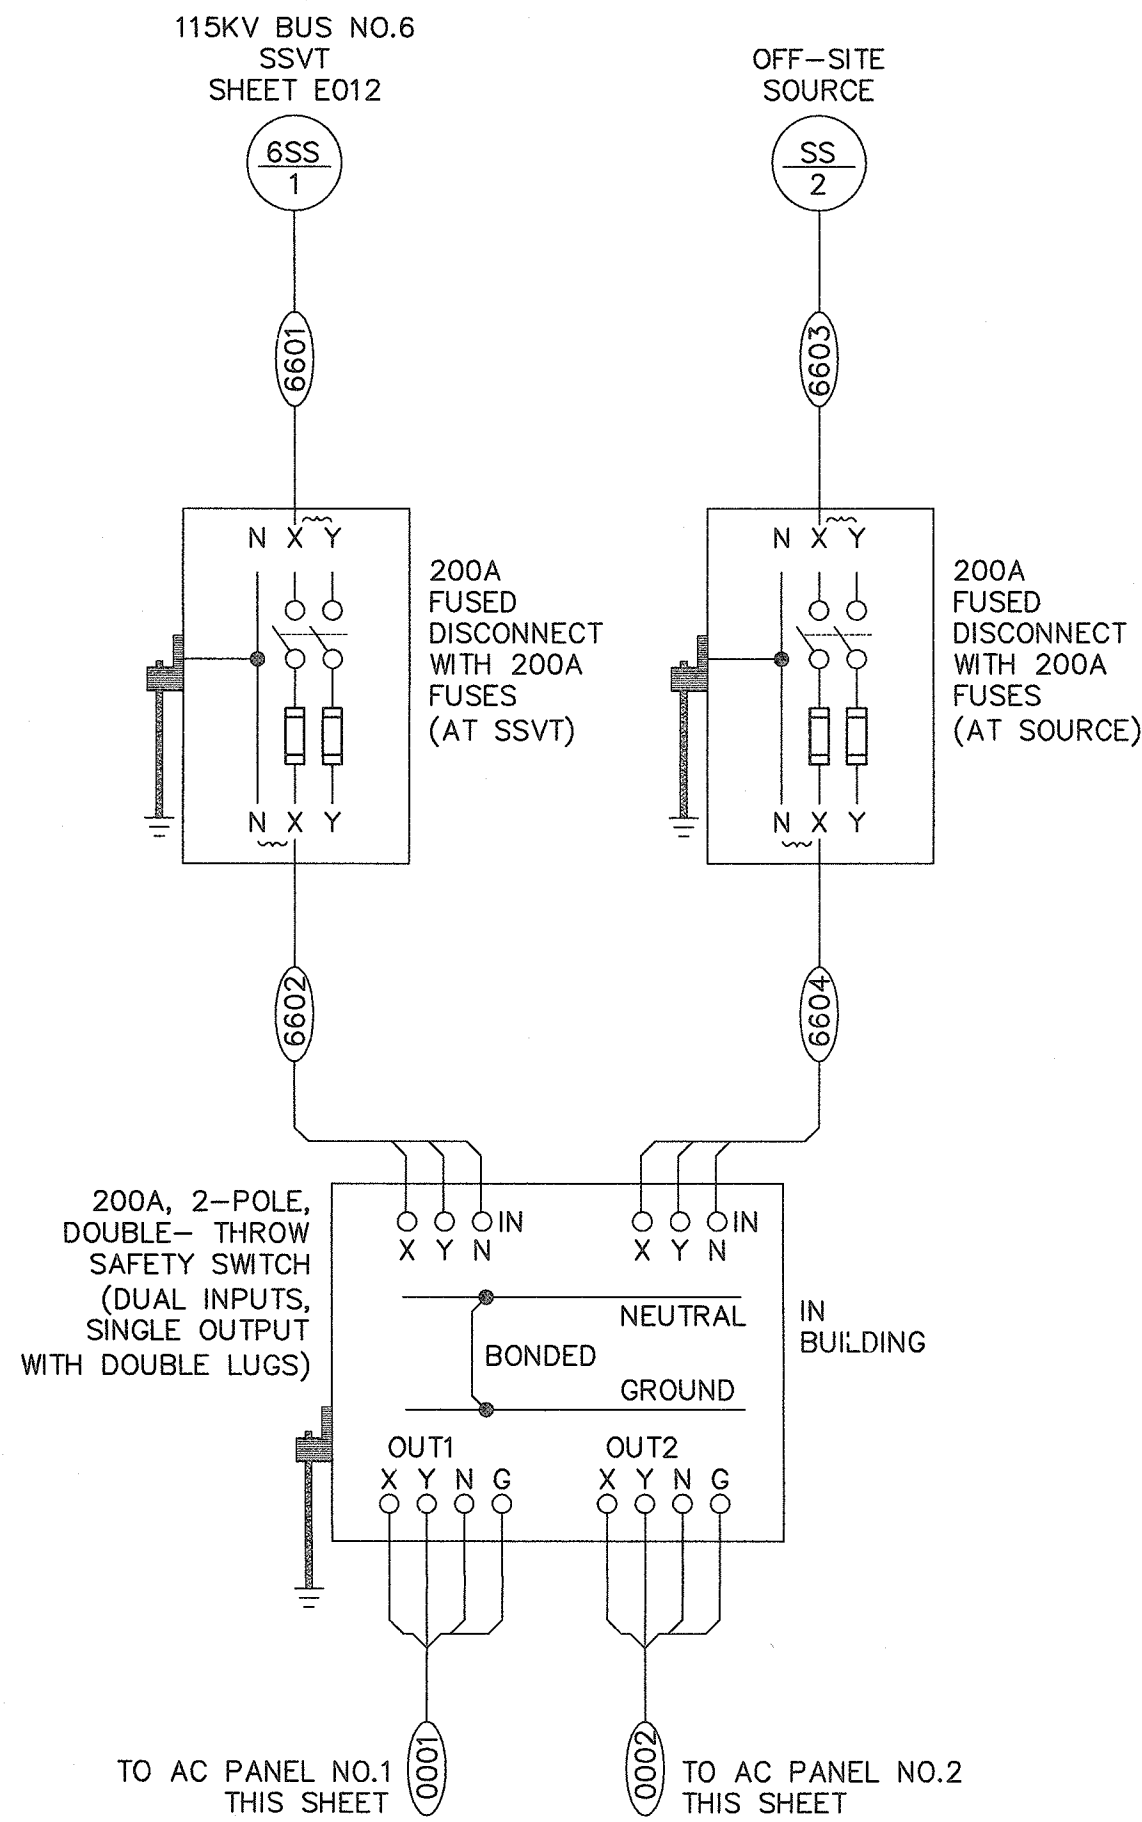 115KV BUS NO.6
SSVT
SHEET E012
OFF-SITE
SOURCE
6SS
1
SS
2
6601
6603
N X Y
200A
FUSED
DISCONNECT
WITH 200A
FUSES
(AT SSVT)
N X Y
N X Y
200A
FUSED
DISCONNECT
WITH 200A
FUSES
(AT SOURCE)
N X Y
6602
6604
200A, 2-POLE,
DOUBLE- THROW
SAFETY SWITCH
(DUAL INPUTS,
SINGLE OUTPUT
WITH DOUBLE LUGS)
IN
X Y N
IN
X Y N
NEUTRAL
BONDED
GROUND
IN
BUILDING
OUT1
X Y N G
OUT2
X Y N G
TO AC PANEL NO.1
THIS SHEET
0001
0002
TO AC PANEL NO.2
THIS SHEET